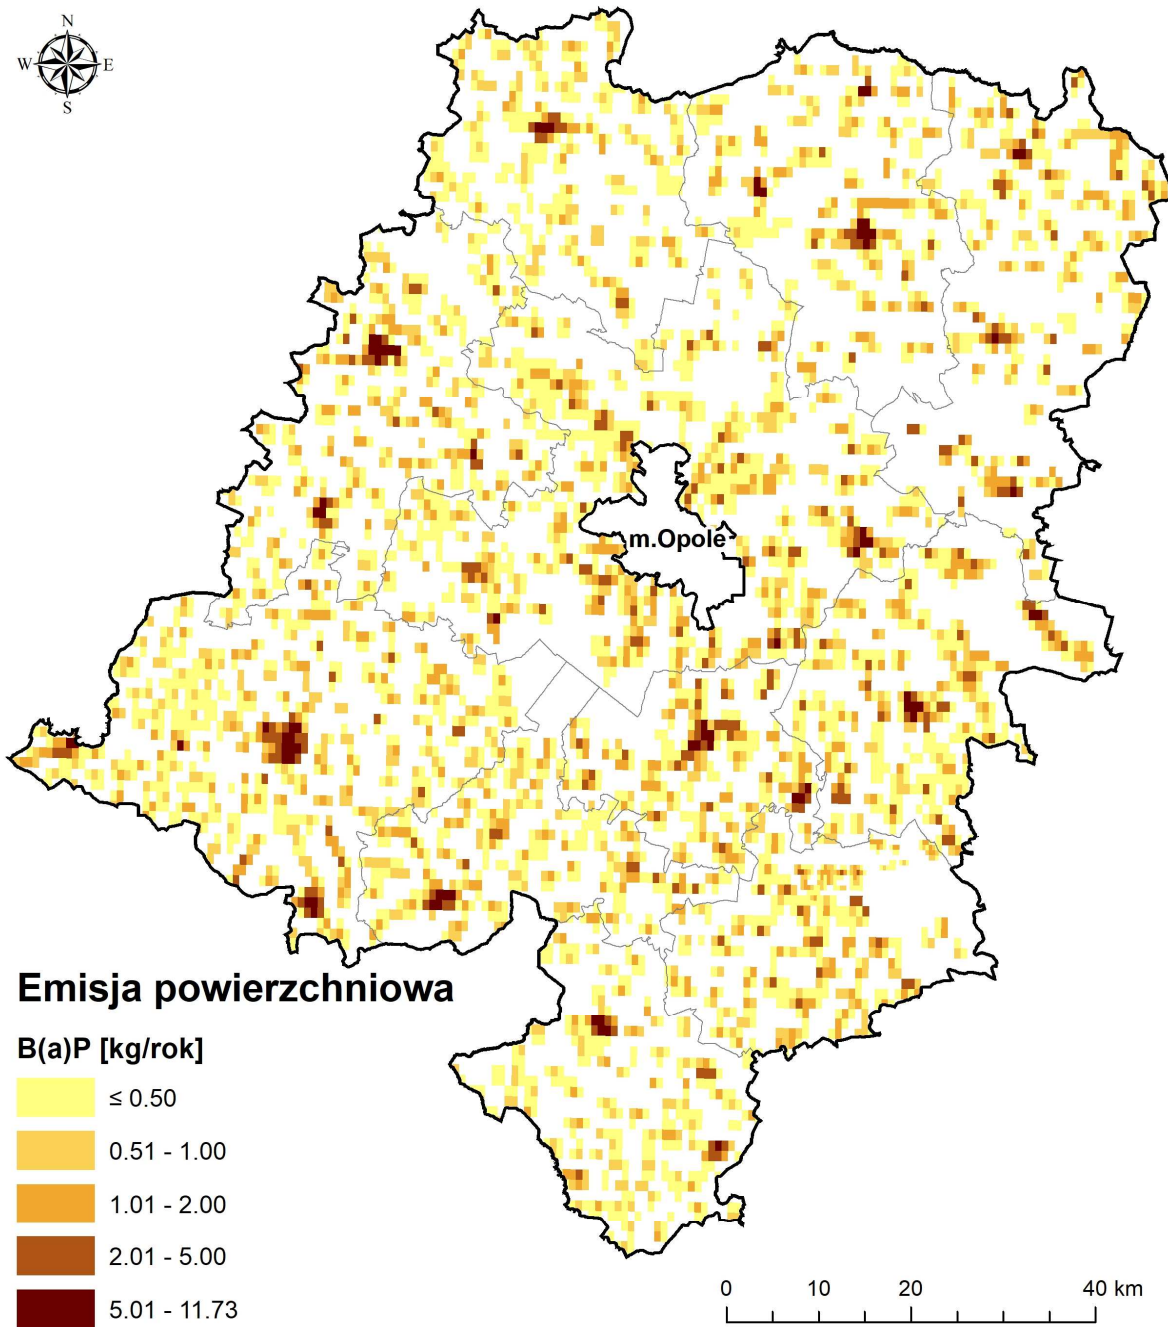 N
W E
S
m.Opole
Emisja powierzchniowa
B(a)P [kg/rok]
≤ 0.50
0.51 - 1.00
1.01 - 2.00
2.01 - 5.00
5.01 - 11.73
0 10 20 40 km